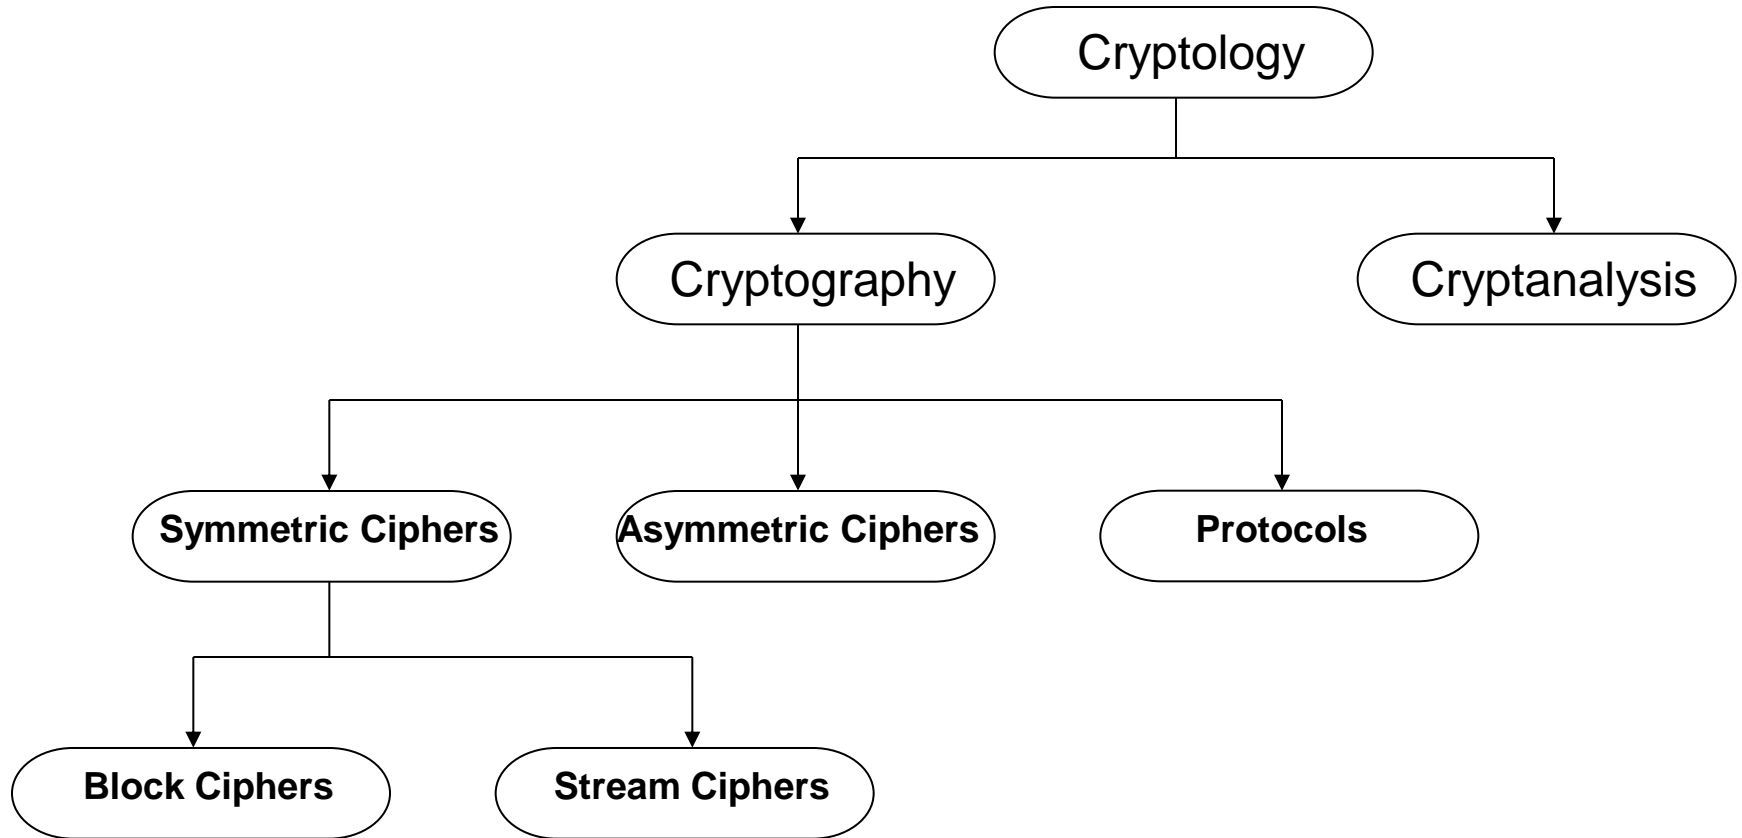 Cryptology
Cryptography
Cryptanalysis
Symmetric Ciphers
Asymmetric Ciphers
Protocols
Block Ciphers
Stream Ciphers